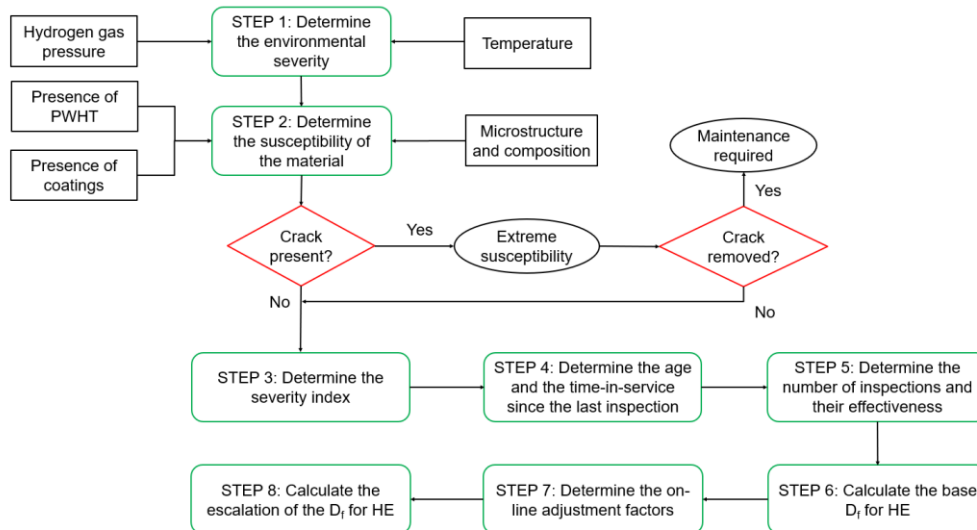 Hydrogen gas
pressure
STEP 1: Determine
the environmental
severity
Temperature
Presence of
PWHT
Presence of
coatings
STEP 2: Determine
the susceptibility of
the material
Microstructure
and composition
Maintenance
required
Yes
Crack
present?
Yes
Extreme
susceptibility
Crack
removed?
No
No
STEP 3: Determine the
severity index
STEP 4: Determine the age
and the time-in-service
since the last inspection
STEP 5: Determine the
number of inspections and
their effectiveness
STEP 8: Calculate the
escalation of the Df for HE
STEP 7: Determine the on-
line adjustment factors
STEP 6: Calculate the base
Df for HE